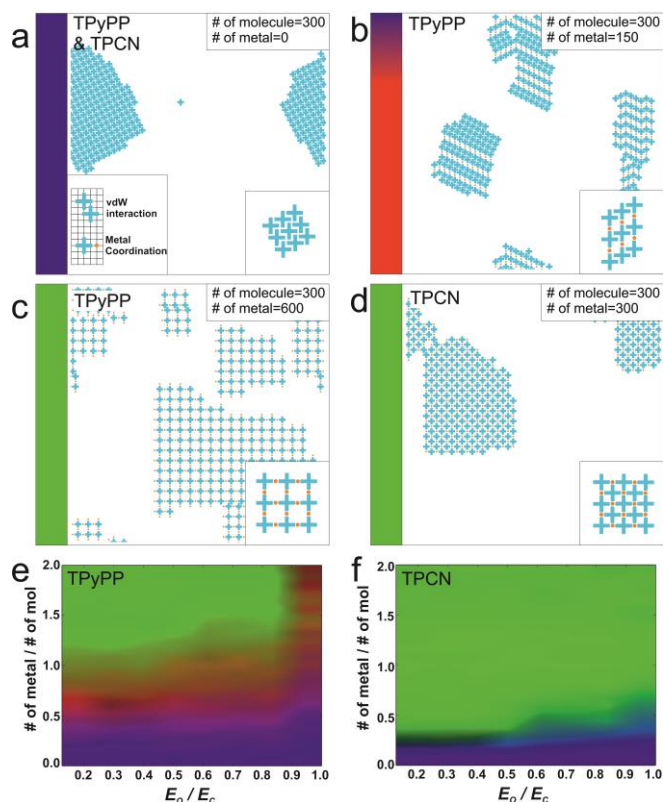 a
TPyPP
& TPCN
# of molecule=300
# of metal=0
vdW
interaction
Metal
Coordination
b
TPyPP
# of molecule=300
# of metal=150
c
TPyPP
# of molecule=300
# of metal=600
d
TPCN
# of molecule=300
# of metal=300
e
TPyPP
# of metal / # of mol
2.0
1.5
1.0
0.5
0.0
0.2 0.3 0.4 0.5 0.6 0.7 0.8 0.9 1.0
Eo / Ec
f
TPCN
# of metal / # of mol
2.0
1.5
1.0
0.5
0.0
0.2 0.3 0.4 0.5 0.6 0.7 0.8 0.9 1.0
Eo / Ec